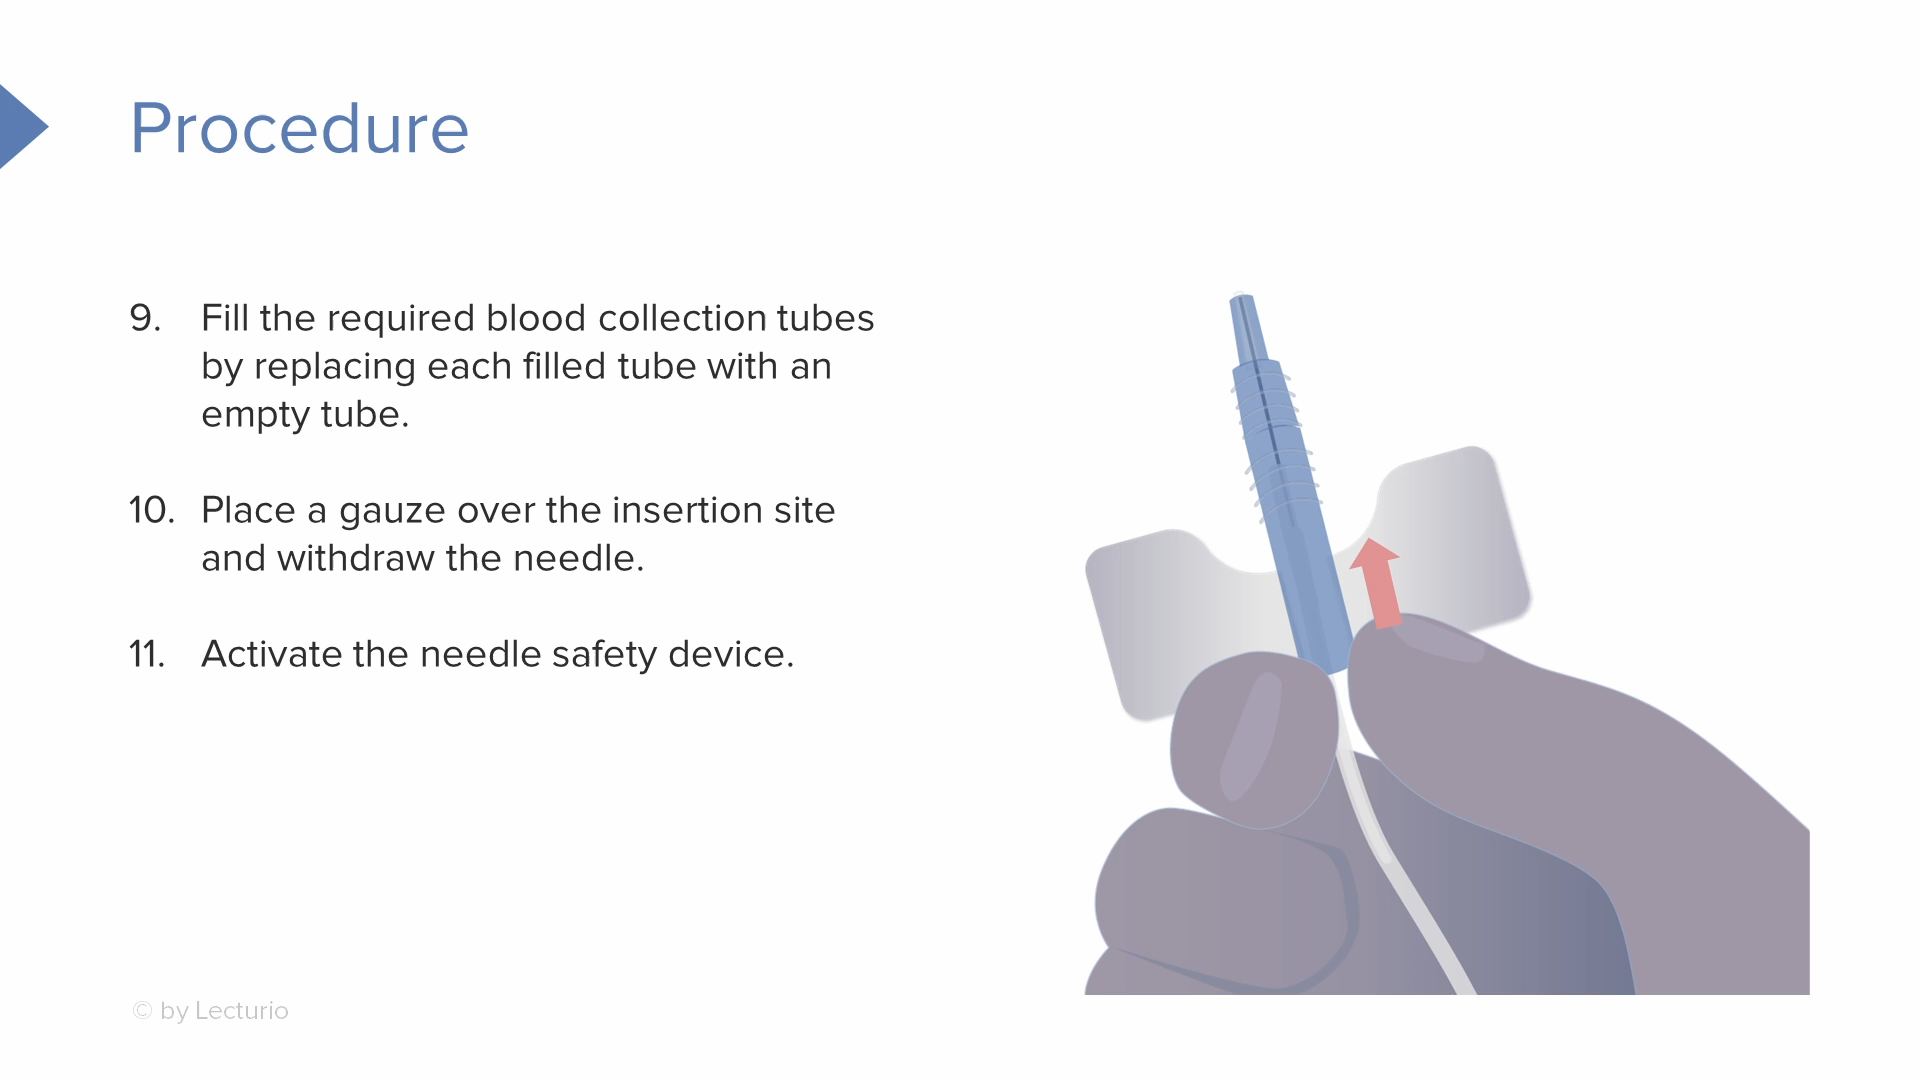 Procedure
9. Fill the required blood collection tubes
by replacing each filled tube with an
empty tube.
10. Place a gauze over the insertion site
and withdraw the needle.
11. Activate the needle safety device.
© by Lecturio